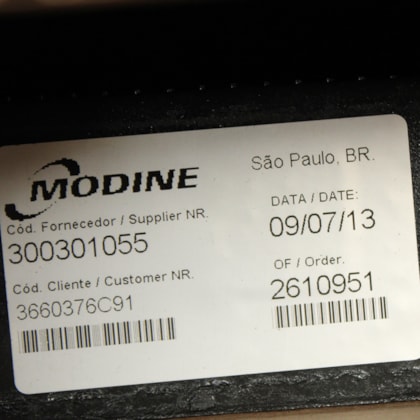 MODINE
São Paulo, BR.
Cód. Fornecedor / Supplier NR.
300301055
DATA / DATE:
09/07/13
Cód. Cliente / Customer NR.
3660376C91
OF / Order.
2610951